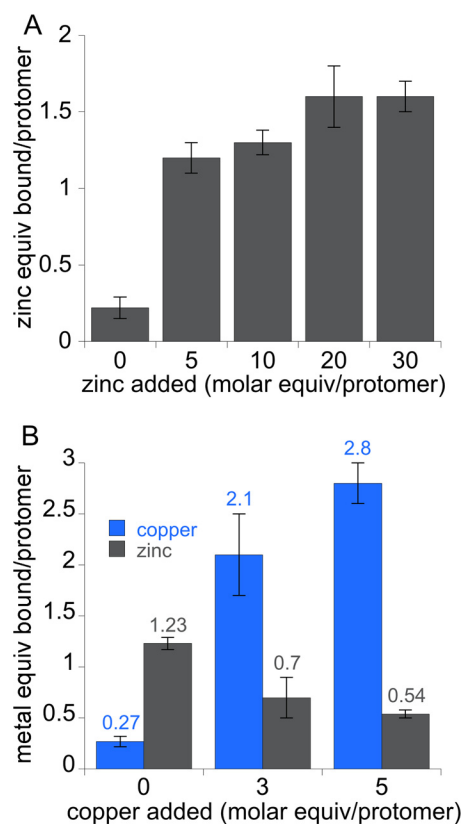 A
2
1.5
1
0.5
0
zinc equiv bound/protomer
0 5 10 20 30
zinc added (molar equiv/protomer)
B
3
2.5
2
1.5
1
0.5
0
metal equiv bound/protomer
copper
zinc
0.27
1.23
2.1
0.7
2.8
0.54
0 3 5
copper added (molar equiv/protomer)